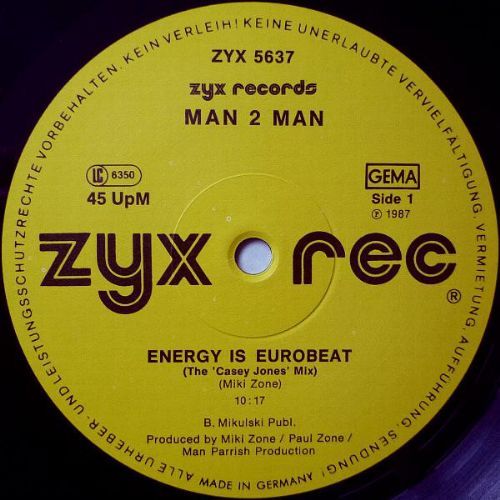 ALLE URHEBER- UND LEISTUNGSSCHUTZRECHTE VORBEHALTEN. KEIN VERLEIH! KEINE UNERLAUBTE VERVIELFÄLTIGUNG, VERMIETUNG, AUFFÜHRUNG, SENDUNG!
ZYX 5637
zyx records
MAN 2 MAN
LC 6350
45 UpM
GEMA
Side 1
℗ 1987
zyx rec ®
ENERGY IS EUROBEAT
(The 'Casey Jones' Mix)
(Miki Zone)
10:17
B. Mikulski Publ.
Produced by Miki Zone / Paul Zone /
Man Parrish Production
MADE IN GERMANY